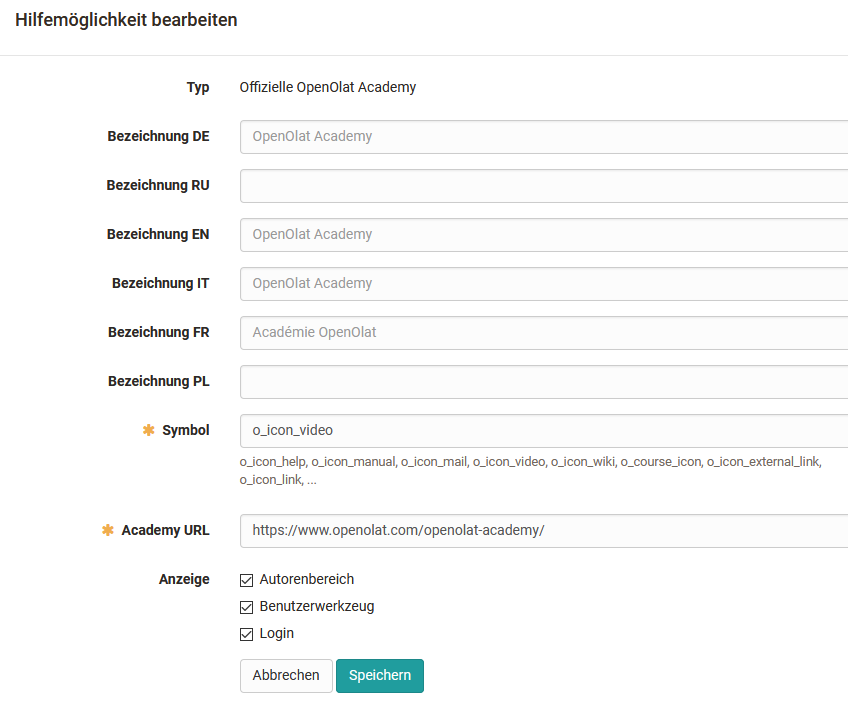 Hilfemöglichkeit bearbeiten
Typ Offizielle OpenOlat Academy
Bezeichnung DE OpenOlat Academy
Bezeichnung RU
Bezeichnung EN OpenOlat Academy
Bezeichnung IT OpenOlat Academy
Bezeichnung FR Académie OpenOlat
Bezeichnung PL
✱ Symbol o_icon_video
o_icon_help, o_icon_manual, o_icon_mail, o_icon_video, o_icon_wiki, o_course_icon, o_icon_external_link,
o_icon_link, ...
✱ Academy URL https://www.openolat.com/openolat-academy/
Anzeige Autorenbereich
Benutzerwerkzeug
Login
Abbrechen Speichern